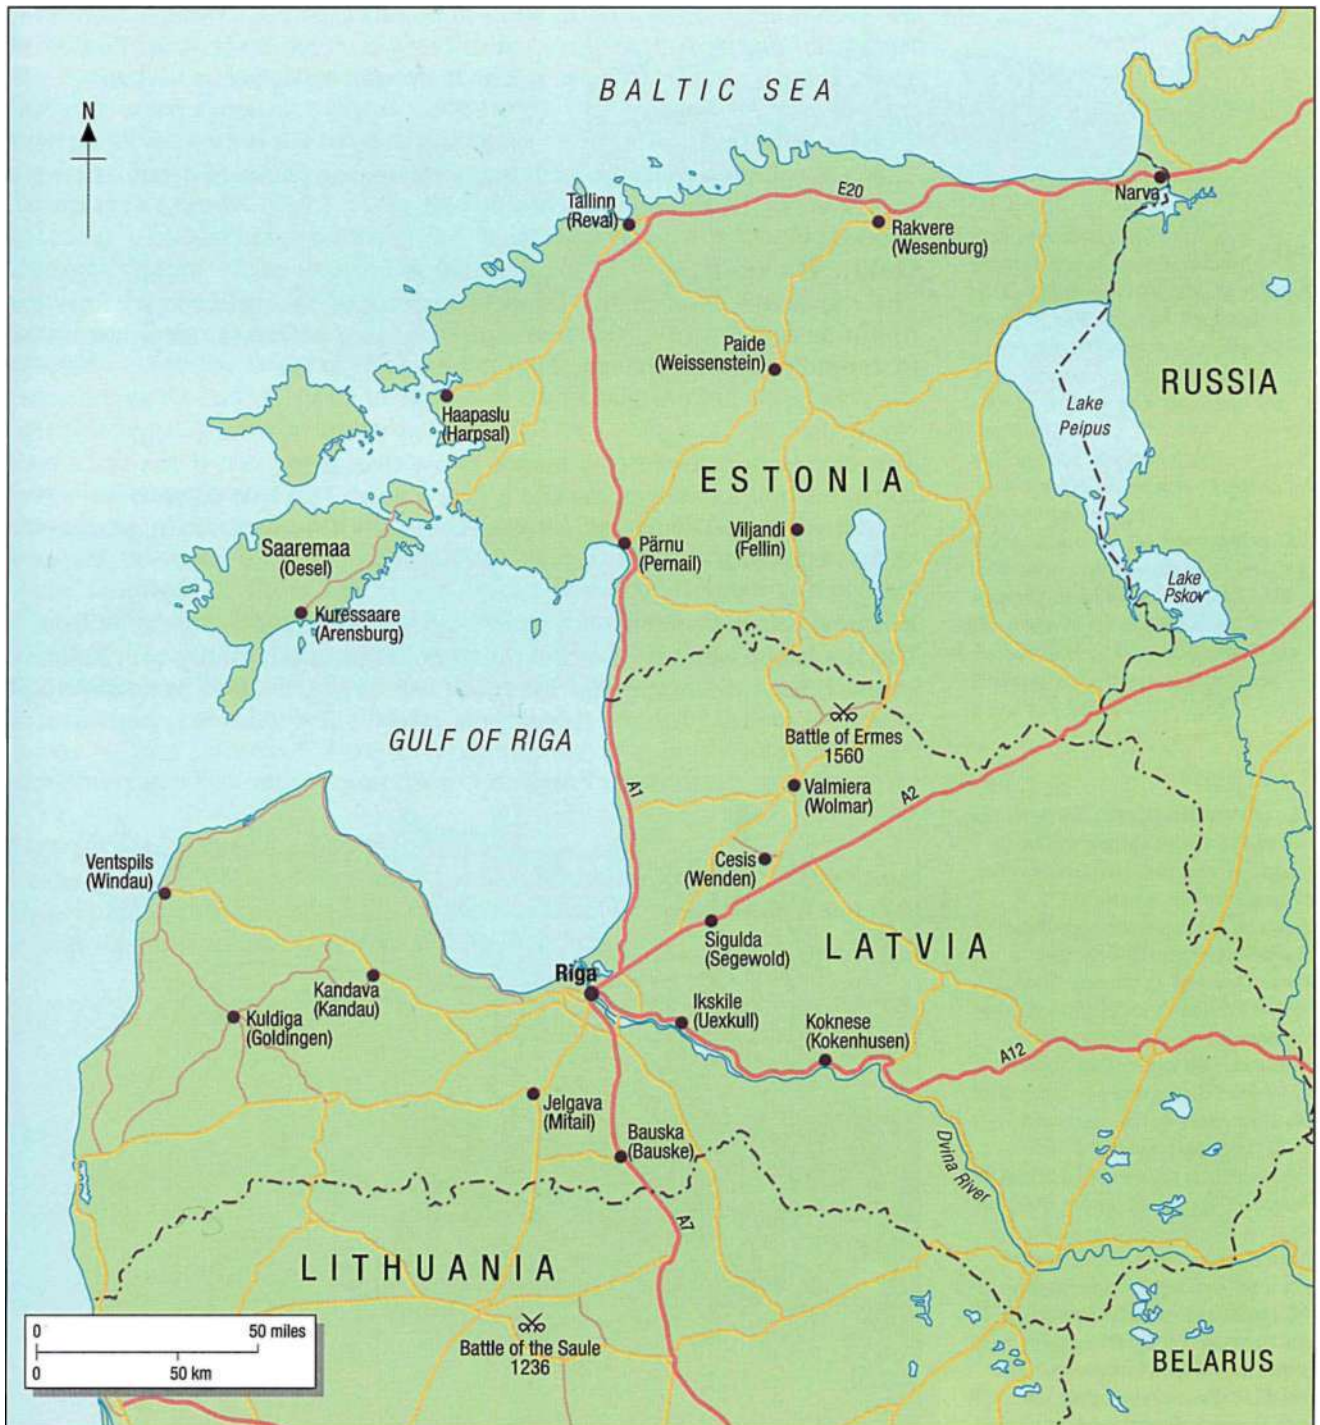 BALTIC SEA
N
E20
Tallinn
(Reval)
Narva
Rakvere
(Wesenburg)
Paide
(Weissenstein)
RUSSIA
Lake
Peipus
Haapaslu
(Harpsal)
ESTONIA
Viljandi
(Fellin)
Pärnu
(Pernail)
Saaremaa
(Oesel)
Lake
Pskov
Kuressaare
(Arensburg)
GULF OF RIGA
Battle of Ermes
1560
A1
Valmiera
(Wolmar)
A2
Ventspils
(Windau)
Cesis
(Wenden)
Sigulda
(Segewold)
LATVIA
Riga
Kandava
(Kandau)
Ikskile
(Uexkull)
Kuldiga
(Goldingen)
Koknese
(Kokenhusen)
A12
Jelgava
(Mitail)
Bauska
(Bauske)
Dvina River
A7
LITHUANIA
0
50 miles
0
50 km
Battle of the Saule
1236
BELARUS